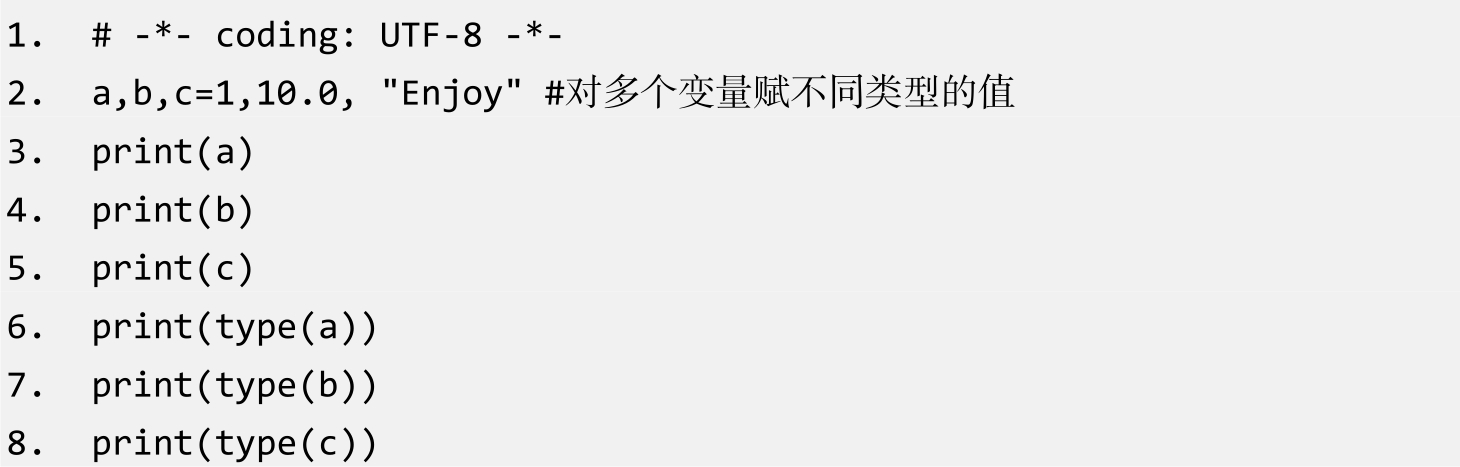 1. # -*- coding: UTF-8 -*-
2. a,b,c=1,10.0, "Enjoy" #对多个变量赋不同类型的值
3. print(a)
4. print(b)
5. print(c)
6. print(type(a))
7. print(type(b))
8. print(type(c))